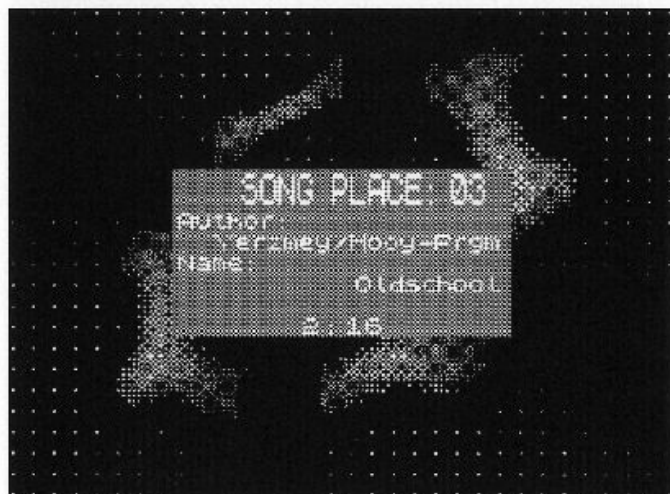 SONG PLACE: 03
Author:
Yerzmey/Hooy-Prgm
Name:
Oldschool
2:16